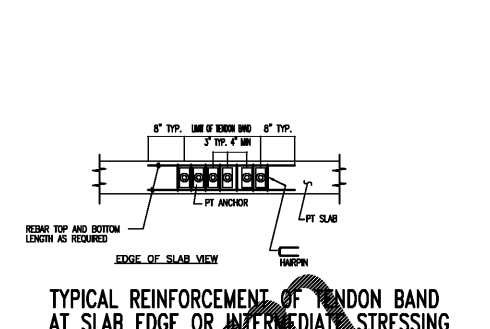 8" TYP. LIMIT OF TENDON BAND 8" TYP.
3" TYP. 4" MIN
PT ANCHOR
PT SLAB
REBAR TOP AND BOTTOM
LENGTH AS REQUIRED
EDGE OF SLAB VIEW
HAIRPIN
TYPICAL REINFORCEMENT OF TENDON BAND
AT SLAB EDGE OR INTERMEDIATE STRESSING